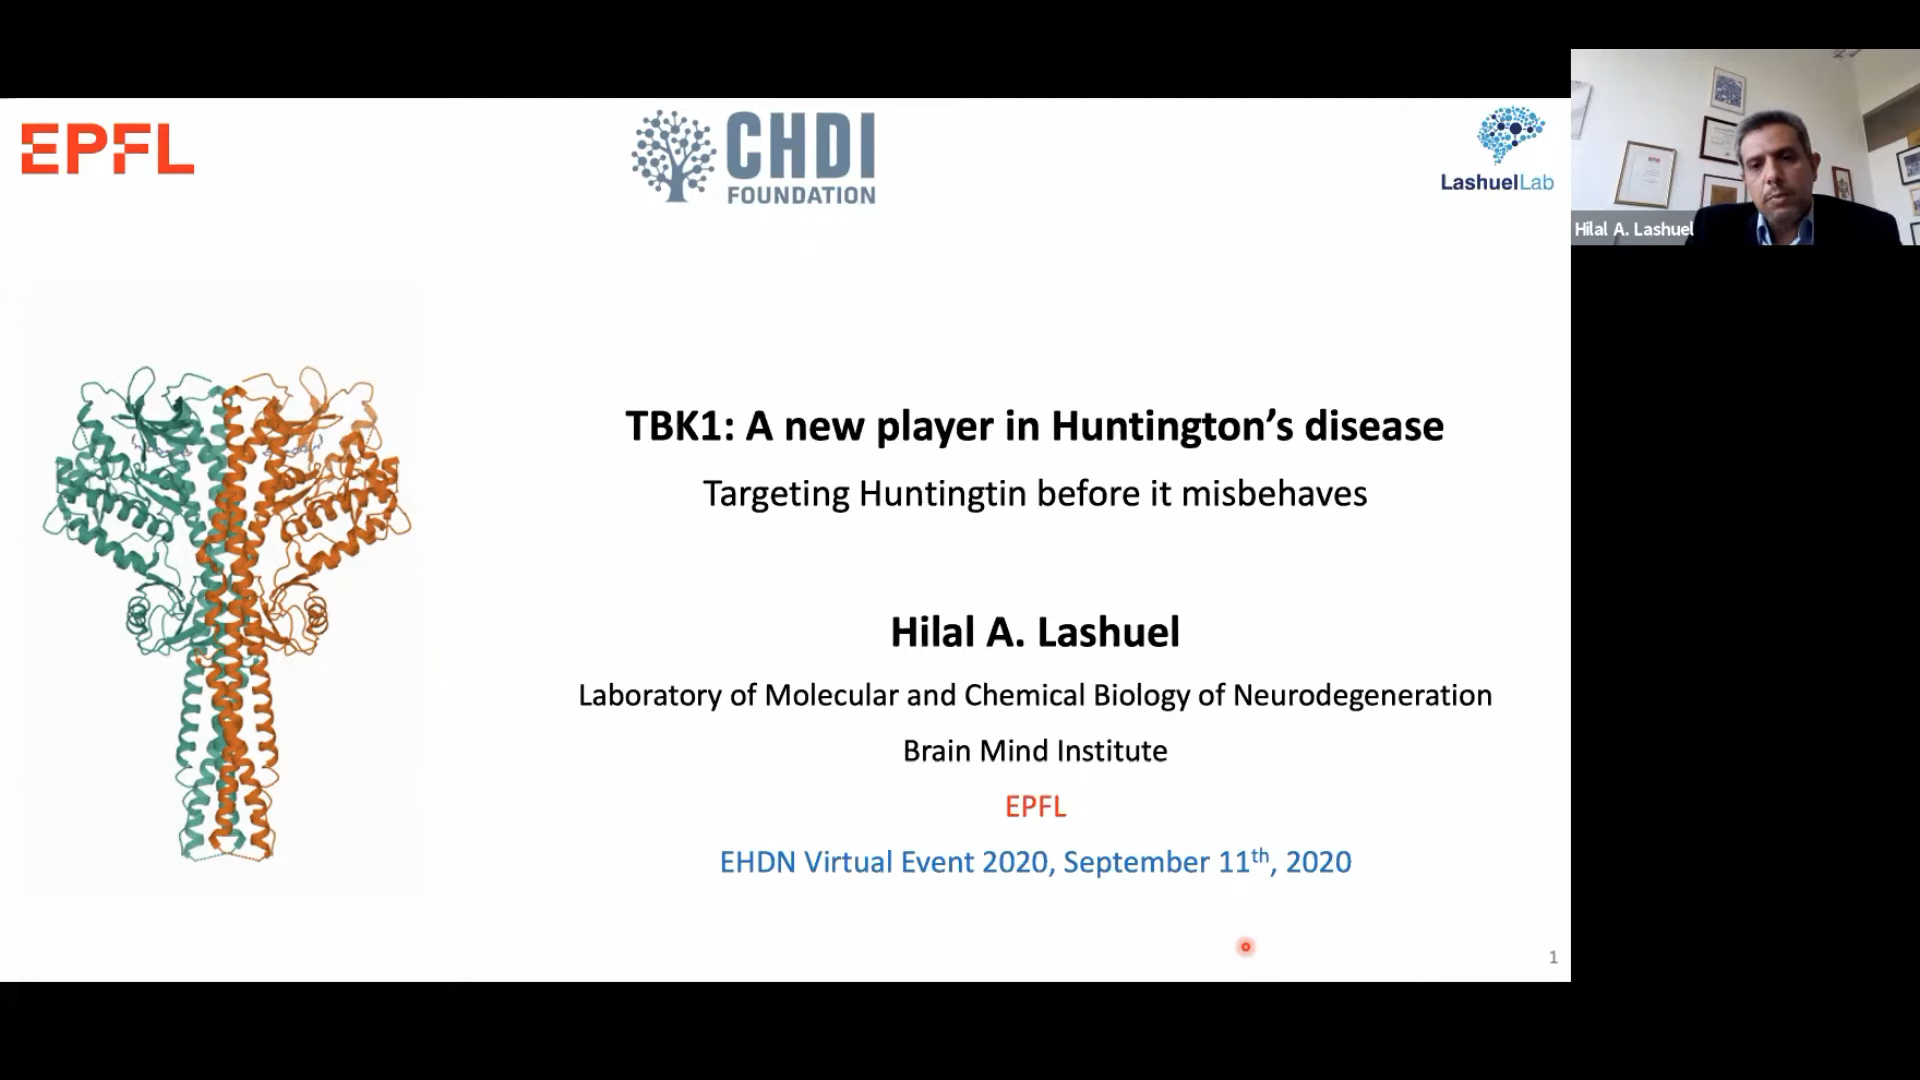 EPFL
CHDI
FOUNDATION
LashuelLab
Hilal A. Lashuel
TBK1: A new player in Huntington’s disease
Targeting Huntingtin before it misbehaves
Hilal A. Lashuel
Laboratory of Molecular and Chemical Biology of Neurodegeneration
Brain Mind Institute
EPFL
EHDN Virtual Event 2020, September 11th, 2020
1